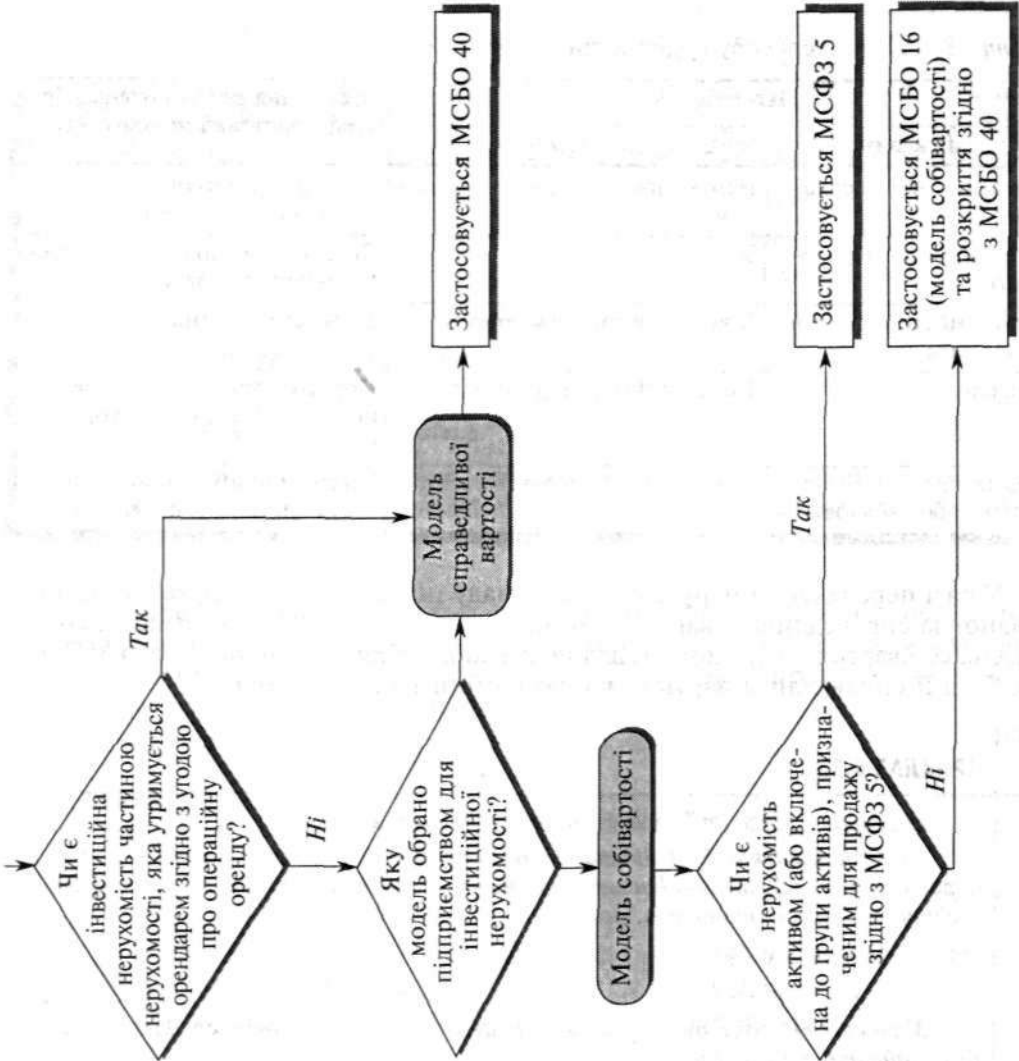 Чи є
інвестиційна
нерухомість частиною
нерухомості, яка утримується
орендарем згідно з угодою
про операційну
оренду?
Так
Ні
Яку
модель обрано
підприємством для
інвестиційної
нерухомості?
Модель
справедливої
вартості
Застосовується МСБО 40
Модель собівартості
Чи є
нерухомість
активом (або включе-
на до групи активів), призна-
ченим для продажу
згідно з МСФЗ 5?
Так
Застосовується МСФЗ 5
Ні
Застосовується МСБО 16
(модель собівартості)
та розкриття згідно
з МСБО 40